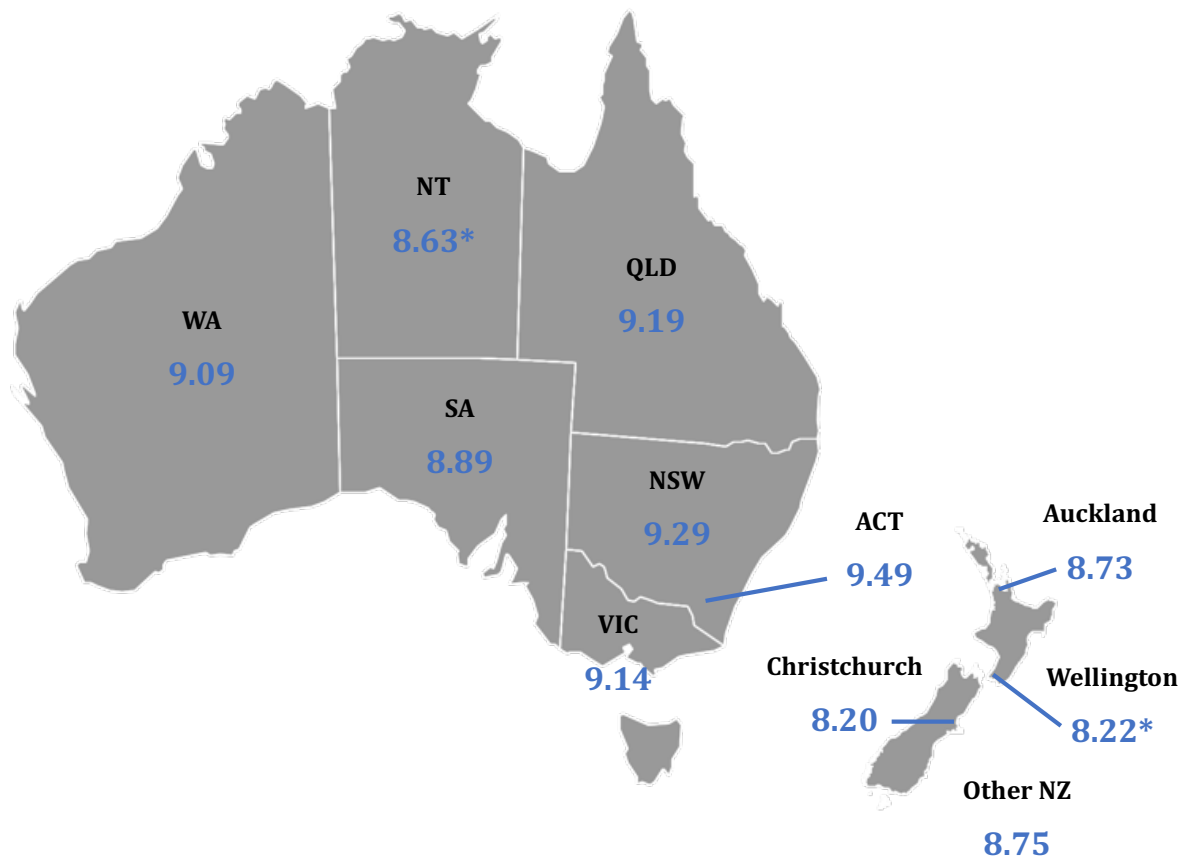 NT
8.63*
QLD
9.19
WA
9.09
SA
8.89
NSW
9.29
ACT
9.49
Auckland
8.73
VIC
9.14
Christchurch
8.20
Wellington
8.22*
Other NZ
8.75